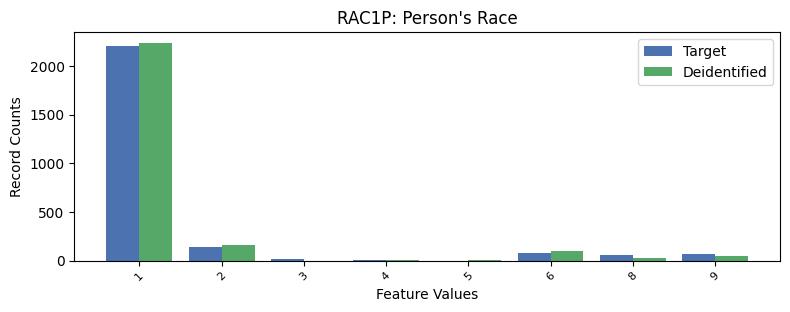 RAC1P: Person's Race
Target
Deidentified
Record Counts
2000
1500
1000
500
0
1 2 3 4 5 6 8 9
Feature Values